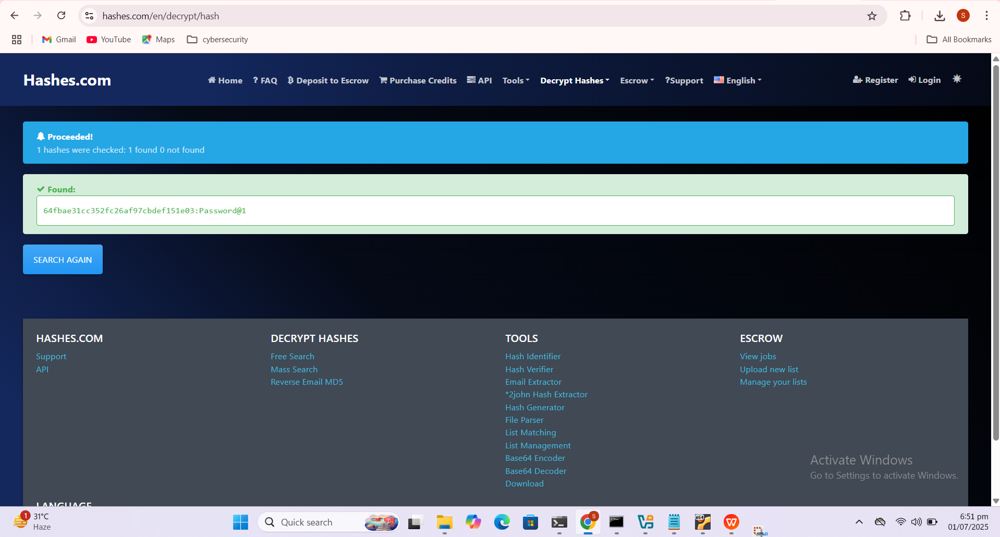 hashes.com/en/decrypt/hash
S
Gmail YouTube Maps cybersecurity All Bookmarks
Hashes.com Home ? FAQ Deposit to Escrow Purchase Credits API Tools Decrypt Hashes Escrow ?Support English Register Login
Proceeded!
1 hashes were checked: 1 found 0 not found
Found:
64fbae31cc352fc26af97cbdef151e03:Password@1
SEARCH AGAIN
HASHES.COM
Support
API
DECRYPT HASHES
Free Search
Mass Search
Reverse Email MD5
TOOLS
Hash Identifier
Hash Verifier
Email Extractor
*2john Hash Extractor
Hash Generator
File Parser
List Matching
List Management
Base64 Encoder
Base64 Decoder
Download
ESCROW
View jobs
Upload new list
Manage your lists
LANGUAGE
Activate Windows
Go to Settings to activate Windows.
1
31°C
Haze
Quick search
S
X64
6:51 pm
01/07/2025